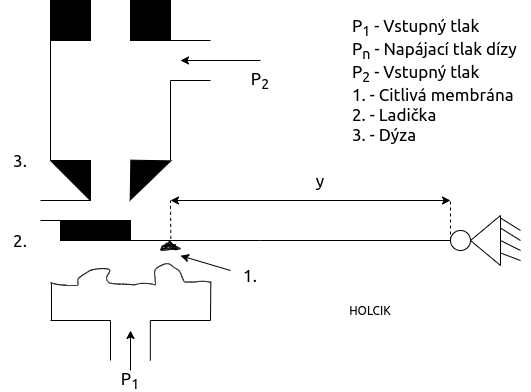 P1 - Vstupný tlak
Pn - Napájací tlak dízy
P2 - Vstupný tlak
1. - Citlivá membrána
2. - Ladička
3. - Dýza
P2
3.
y
2.
1.
HOLCIK
P1